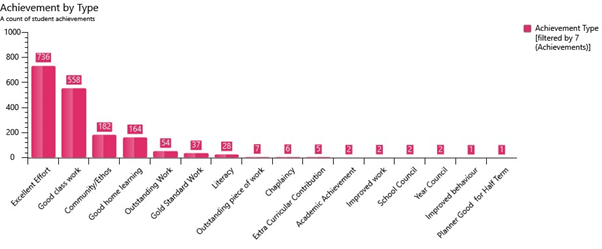 Achievement by Type
A count of student achievements
1000
800
600
400
200
0
736
558
182
164
54
37
28
7
6
5
2
2
2
2
1
1
Excellent Effort
Good class work
Community/Ethos
Good home learning
Outstanding Work
Gold Standard Work
Literacy
Outstanding piece of work
Chaplaincy
Extra Curricular Contribution
Academic Achievement
Improved work
School Council
Year Council
Improved behaviour
Planner Good for Half Term
Achievement Type
[filtered by 7
(Achievements)]